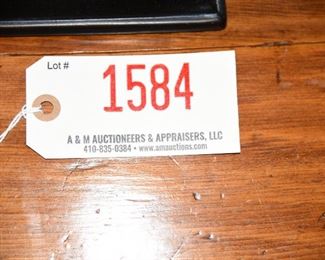 Lot #
1584
A & M AUCTIONEERS & APPRAISERS, LLC
410-835-0384 • www.amauctions.com